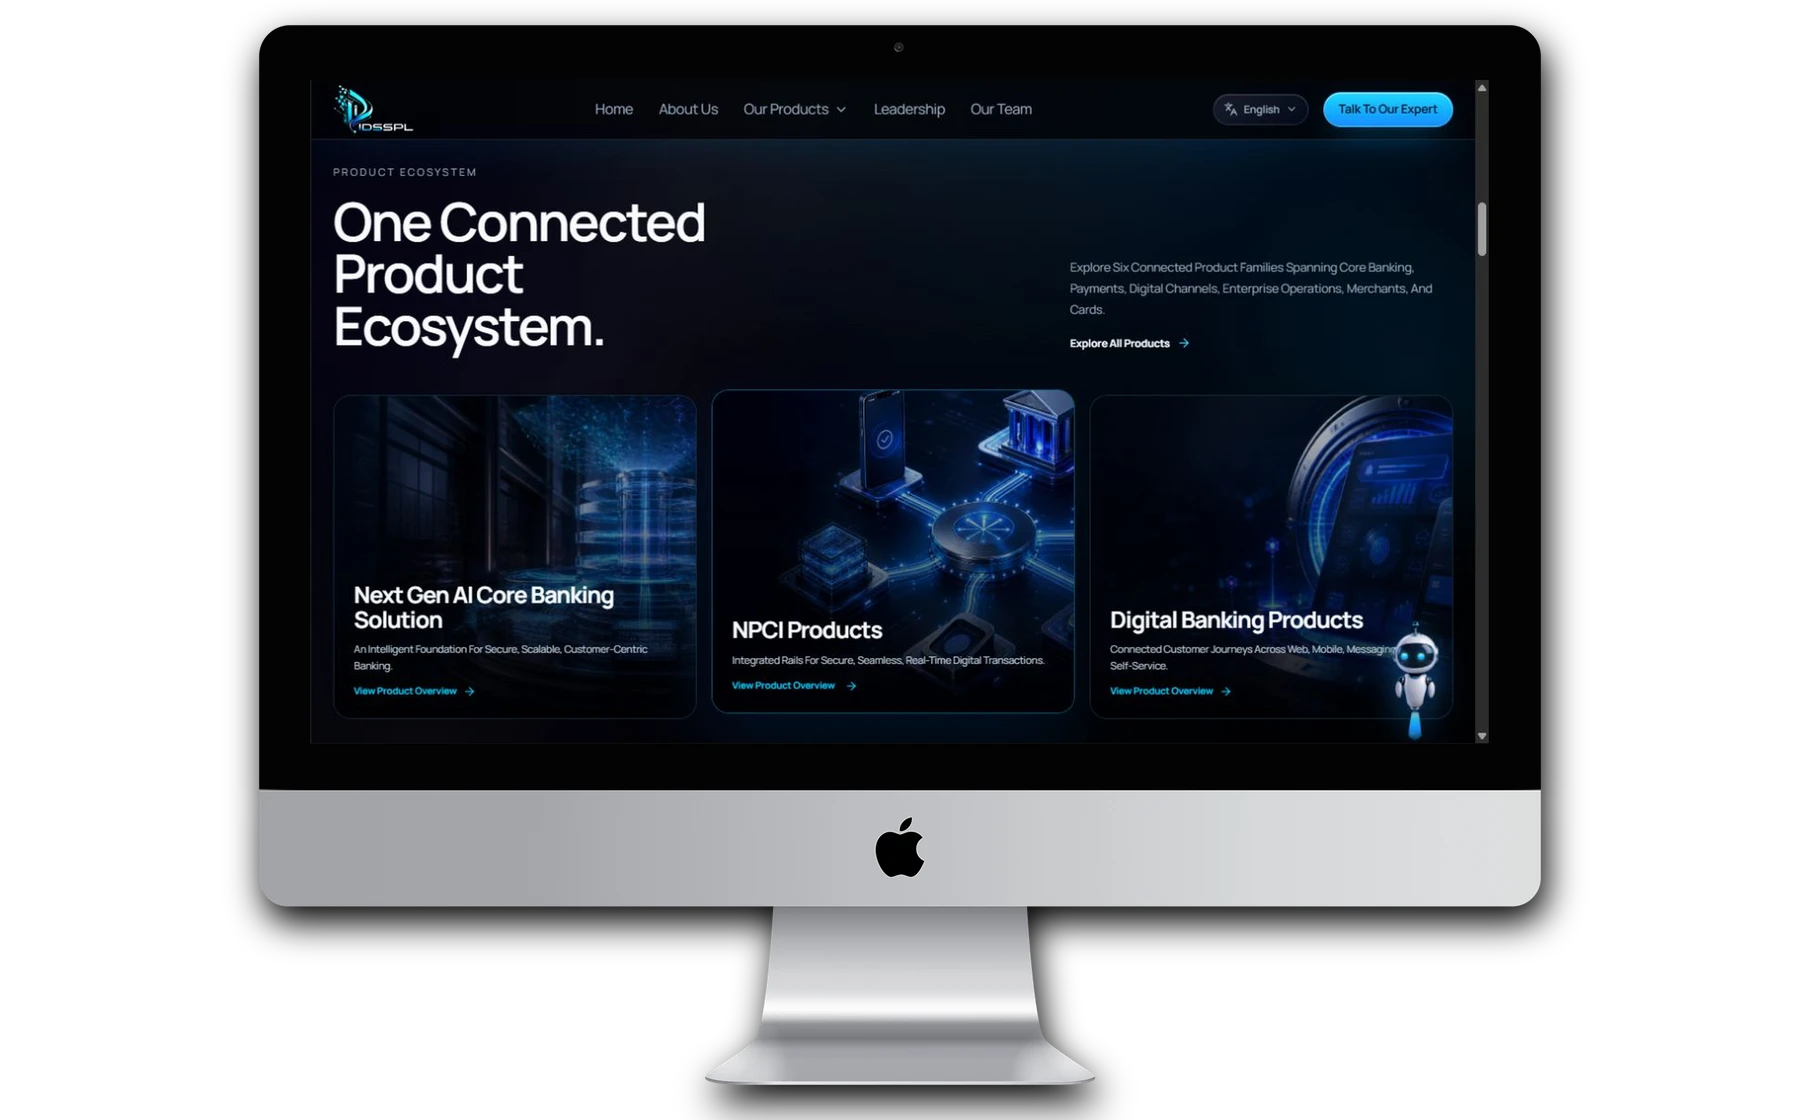 IDSSPL
Home
About Us
Our Products
Leadership
Our Team
English
Talk To Our Expert
PRODUCT ECOSYSTEM
One Connected
Product
Ecosystem.
Explore Six Connected Product Families Spanning Core Banking,
Payments, Digital Channels, Enterprise Operations, Merchants, And
Cards.
Explore All Products
Next Gen AI Core Banking
Solution
An Intelligent Foundation For Secure, Scalable, Customer-Centric
Banking.
View Product Overview
NPCI Products
Integrated Rails For Secure, Seamless, Real-Time Digital Transactions.
View Product Overview
Digital Banking Products
Connected Customer Journeys Across Web, Mobile, Messaging
Self-Service.
View Product Overview